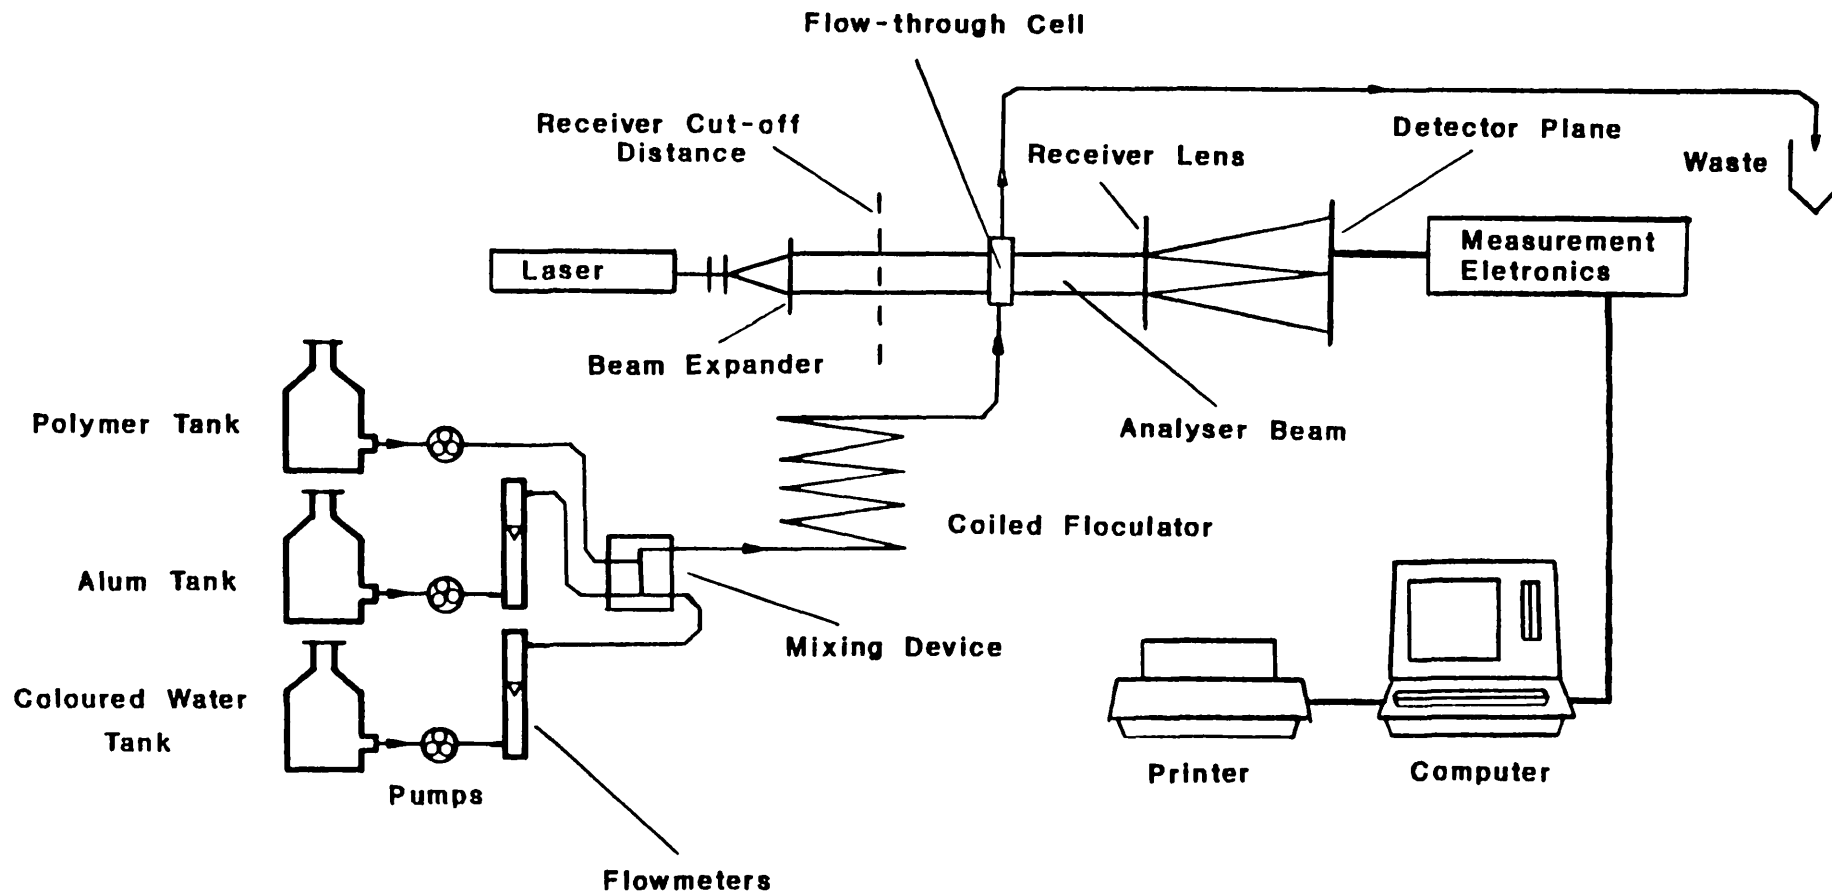 Flow-through Cell
Receiver Cut-off
Distance
Receiver Lens
Detector Plane
Waste
Laser
Measurement
Eletronics
Beam Expander
Analyser Beam
Polymer Tank
Coiled Floculator
Alum Tank
Mixing Device
Coloured Water
Tank
Pumps
Printer
Computer
Flowmeters